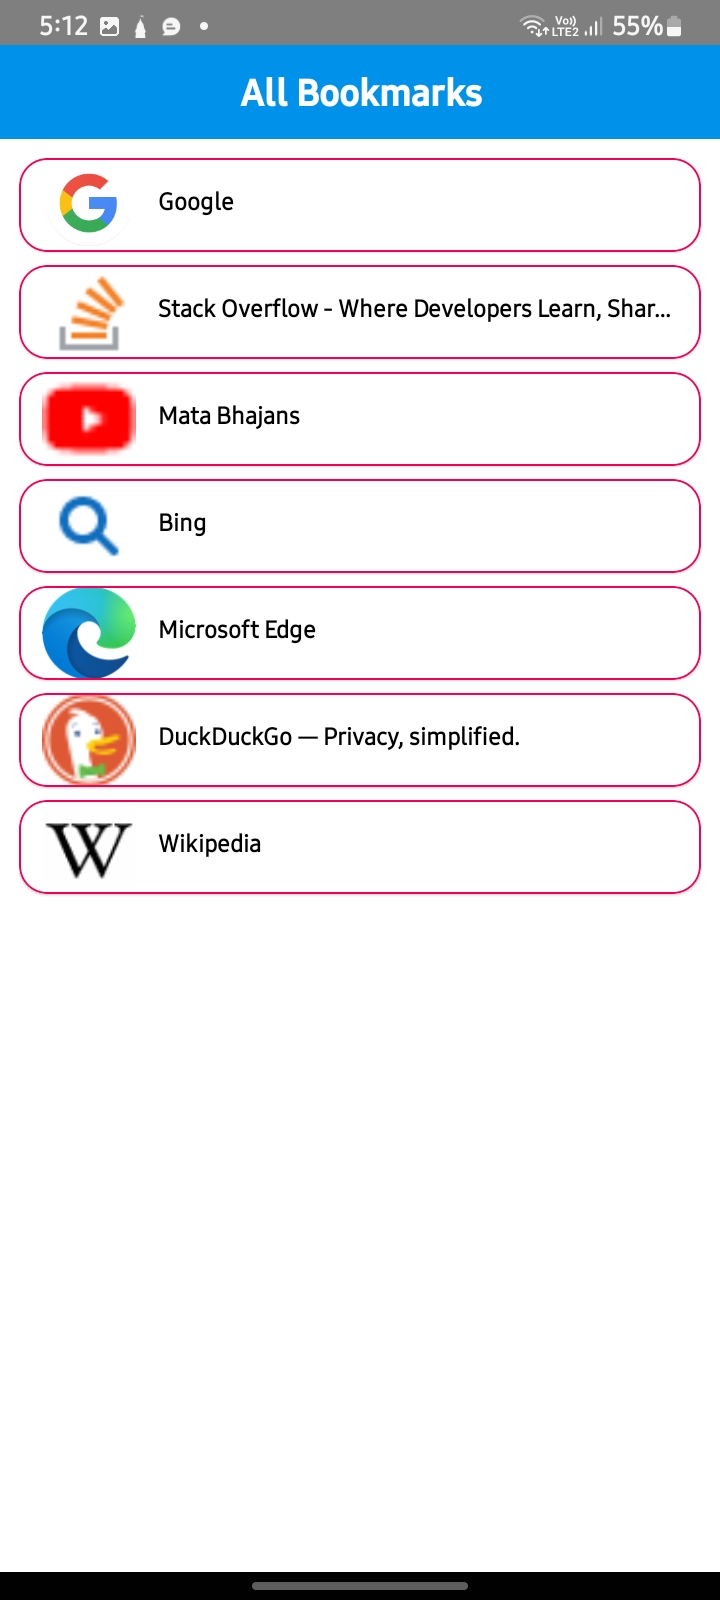 5:12 Vo)) LTE2 55%
All Bookmarks
Google
Stack Overflow - Where Developers Learn, Shar...
Mata Bhajans
Bing
Microsoft Edge
DuckDuckGo — Privacy, simplified.
W Wikipedia